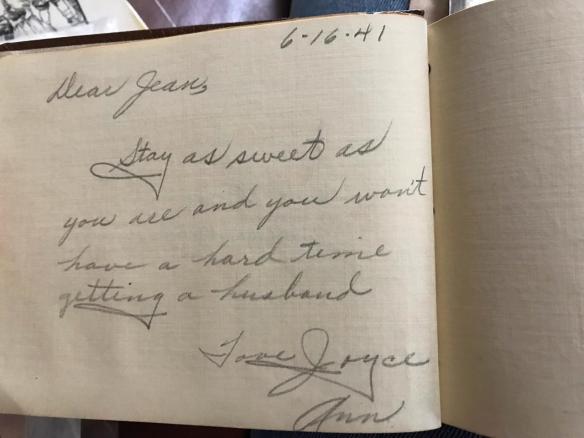 6-16-41
Dear Jean,
Stay as sweet as
you are and you won't
have a hard time
getting a husband
Love Joyce
Ann